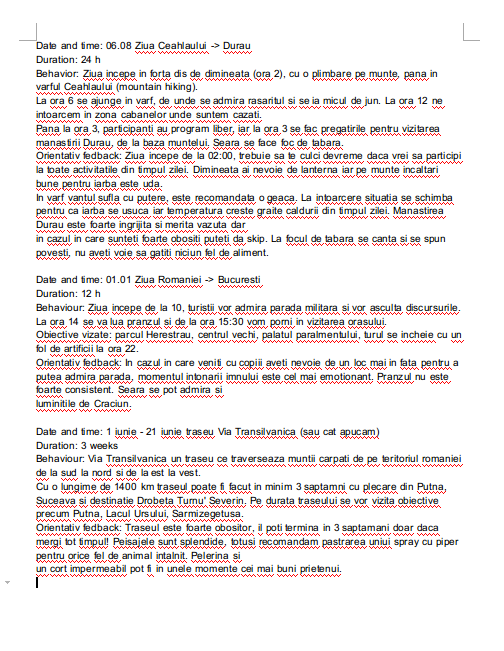 Date and time: 06.08 Ziua Ceahlaului -> Durau
Duration: 24 h
Behavior: Ziua incepe in forta dis de dimineata (ora 2), cu o plimbare pe munte, pana in
varful Ceahlaului (mountain hiking).
La ora 6 se ajunge in varf, de unde se admira rasaritul si se ia micul de jun. La ora 12 ne
intoarcem in zona cabanelor unde suntem cazati.
Pana la ora 3, participanti au program liber, iar la ora 3 se fac pregatirile pentru vizitarea
manastirii Durau, de la baza muntelui. Seara se face foc de tabara.
Orientativ fedback: Ziua incepe de la 02:00, trebuie sa te culci devreme daca vrei sa participi
la toate activitatile din timpul zilei. Dimineata ai nevoie de lanterna iar pe munte incaltari
bune pentru iarba este uda.
In varf vantul sufla cu putere, este recomandata o geaca. La intoarcere situatia se schimba
pentru ca iarba se usuca iar temperatura creste graite caldurii din timpul zilei. Manastirea
Durau este foarte ingrijita si merita vazuta dar
in cazul in care sunteti foarte obositi puteti da skip. La focul de tabara se canta si se spun
povesti, nu aveti voie sa gatiti niciun fel de aliment.
Date and time: 01.01 Ziua Romaniei -> Bucuresti
Duration: 12 h
Behaviour: Ziua incepe de la 10, turistii vor admira parada militara si vor asculta discursurile.
La ora 14 se va lua pranzul si de la ora 15:30 vom porni in vizitarea orasului.
Obiective vizate: parcul Herestrau, centrul vechi, palatul paramentului, turul se incheie cu un
fol de artificii la ora 22.
Orientativ fedback: In cazul in care veniti cu copiii aveti nevoie de un loc mai in fata pentru a
putea admira parada, momentul intonarii imnului este cel mai emotionant. Pranzul nu este
foarte consistent. Seara se pot admira si
luminitile de Craciun.
Date and time: 1 iunie - 21 iunie traseu Via Transilvanica (sau cat apucam)
Duration: 3 weeks
Behaviour: Via Transilvanica un traseu ce traverseaza muntii carpati de pe teritoriul romaniei
de la sud la nord si de la est la vest.
Cu o lungime de 1400 km traseul poate fi facut in minim 3 saptamni cu plecare din Putna,
Suceava si destinatie Drobeta Turnu' Severin. Pe durata traseului se vor vizita obiective
precum Putna, Lacul Ursului, Sarmizegetusa.
Orientativ fedback: Traseul este foarte obositor, il poti termina in 3 saptamani doar daca
mergi tot timpul! Peisajele sunt splendide, totusi recomandam pastrarea uniui spray cu piper
pentru orice fel de animal intalnit. Pelerina si
un cort impermeabil pot fi in unele momente cei mai buni prietenui.